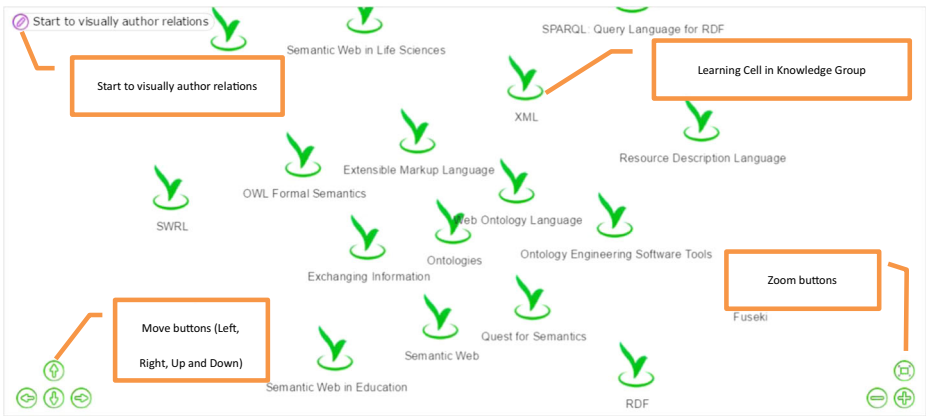 Start to visually author relations
SPARQL: Query Language for RDF
Semantic Web in Life Sciences
Start to visually author relations
Learning Cell in Knowledge Group
XML
Resource Description Language
Extensible Markup Language
OWL Formal Semantics
SWRL
Web Ontology Language
Ontologies
Ontology Engineering Software Tools
Exchanging Information
Zoom buttons
Fuseki
Move buttons (Left,
Right, Up and Down)
Quest for Semantics
Semantic Web
Semantic Web in Education
RDF